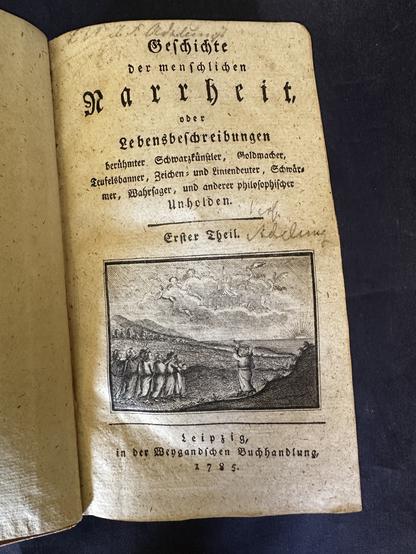 Geschichte
der menschlichen
Narrheit,
oder
Lebensbeschreibungen
berühmter Schwarzkünstler, Goldmacher,
Teufelsbanner, Zeichen- und Liniendeuter, Schwär-
mer, Wahrsager, und anderer philosophischer
Unholden.
Verf.
Erster Theil. Adelung
Leipzig,
in der Weygandschen Buchhandlung,
1785.